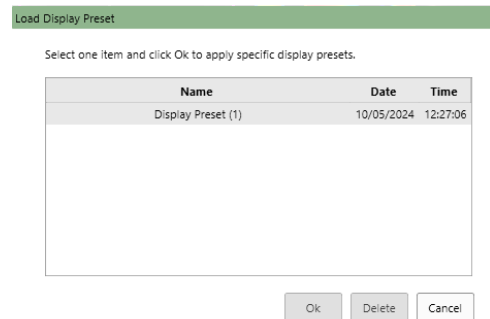 Load Display Preset
Select one item and click Ok to apply specific display presets.
Name Date Time
Display Preset (1) 10/05/2024 12:27:06
Ok Delete Cancel